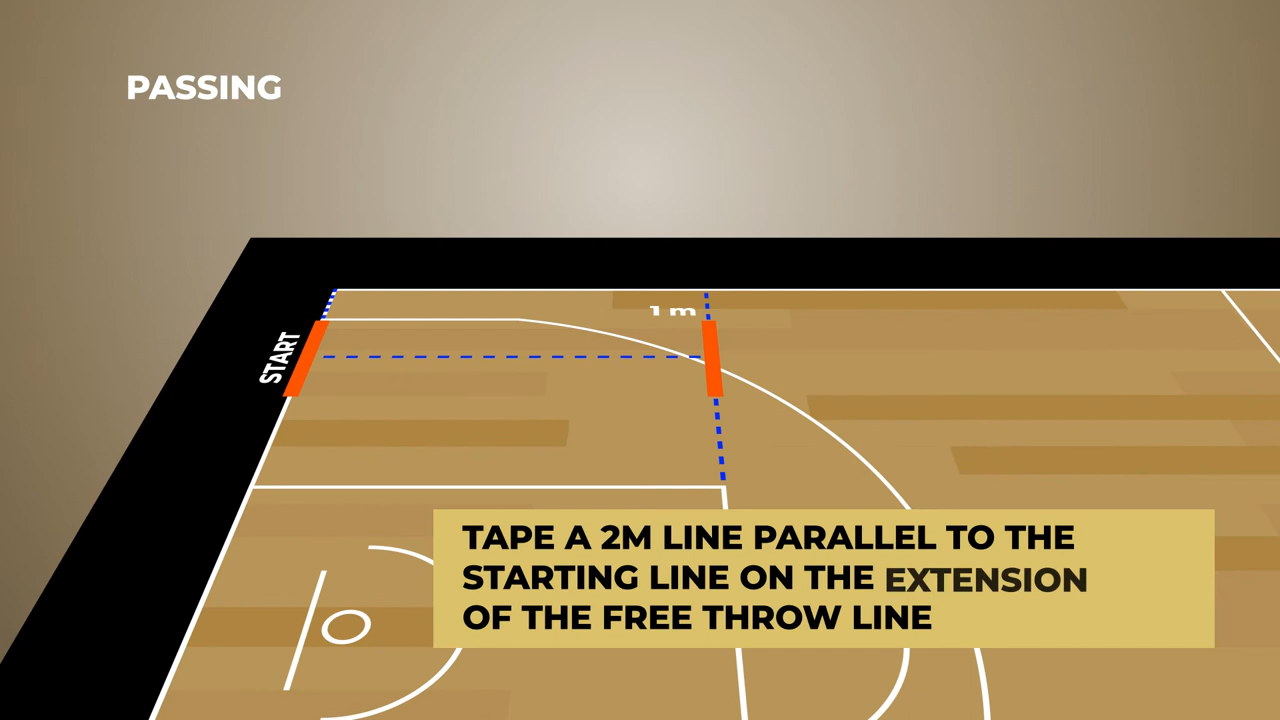 PASSING
1 m
START
TAPE A 2M LINE PARALLEL TO THE
STARTING LINE ON THE EXTENSION
OF THE FREE THROW LINE